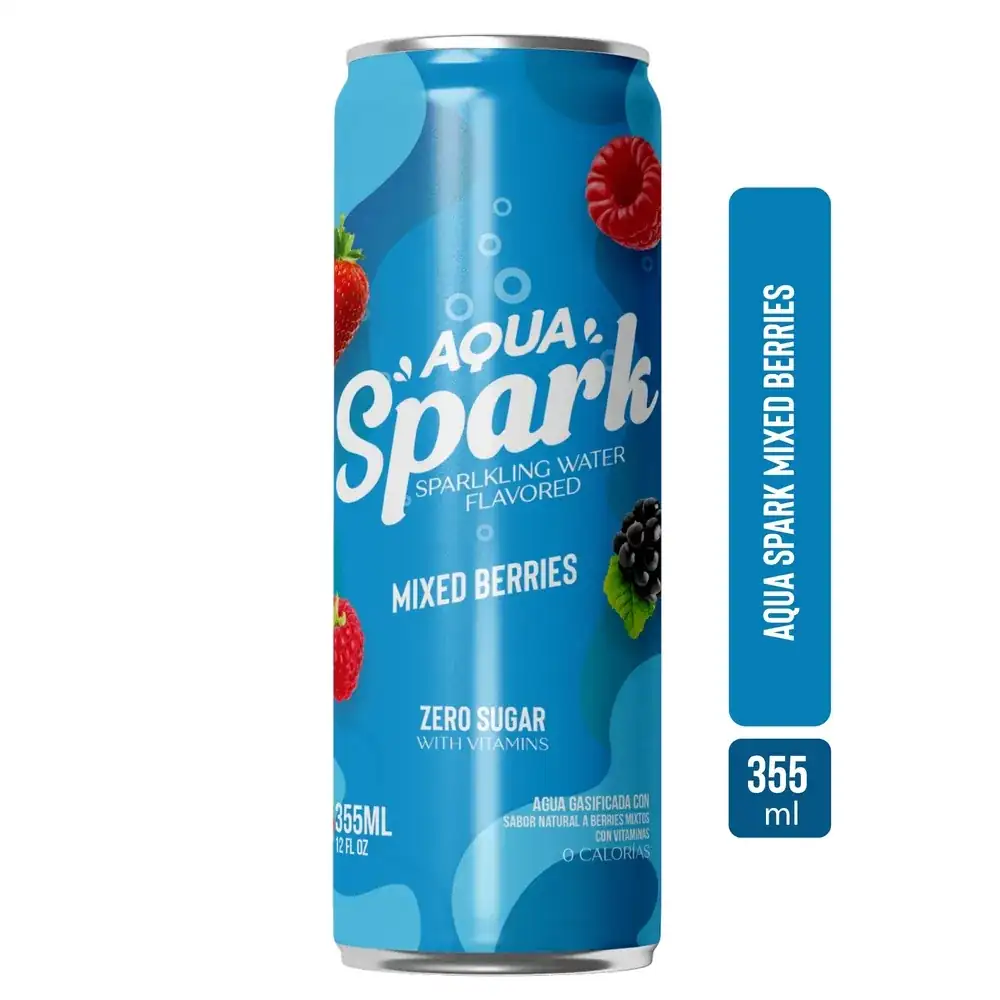 AQUA
Spark
SPARLKLING WATER
FLAVORED
MIXED BERRIES
ZERO SUGAR
WITH VITAMINS
355ML
12 FL OZ
AGUA GASIFICADA CON
SABOR NATURAL A BERRIES MIXTOS
CON VITAMINAS
0 CALORÍAS
AQUA SPARK MIXED BERRIES
355
ml